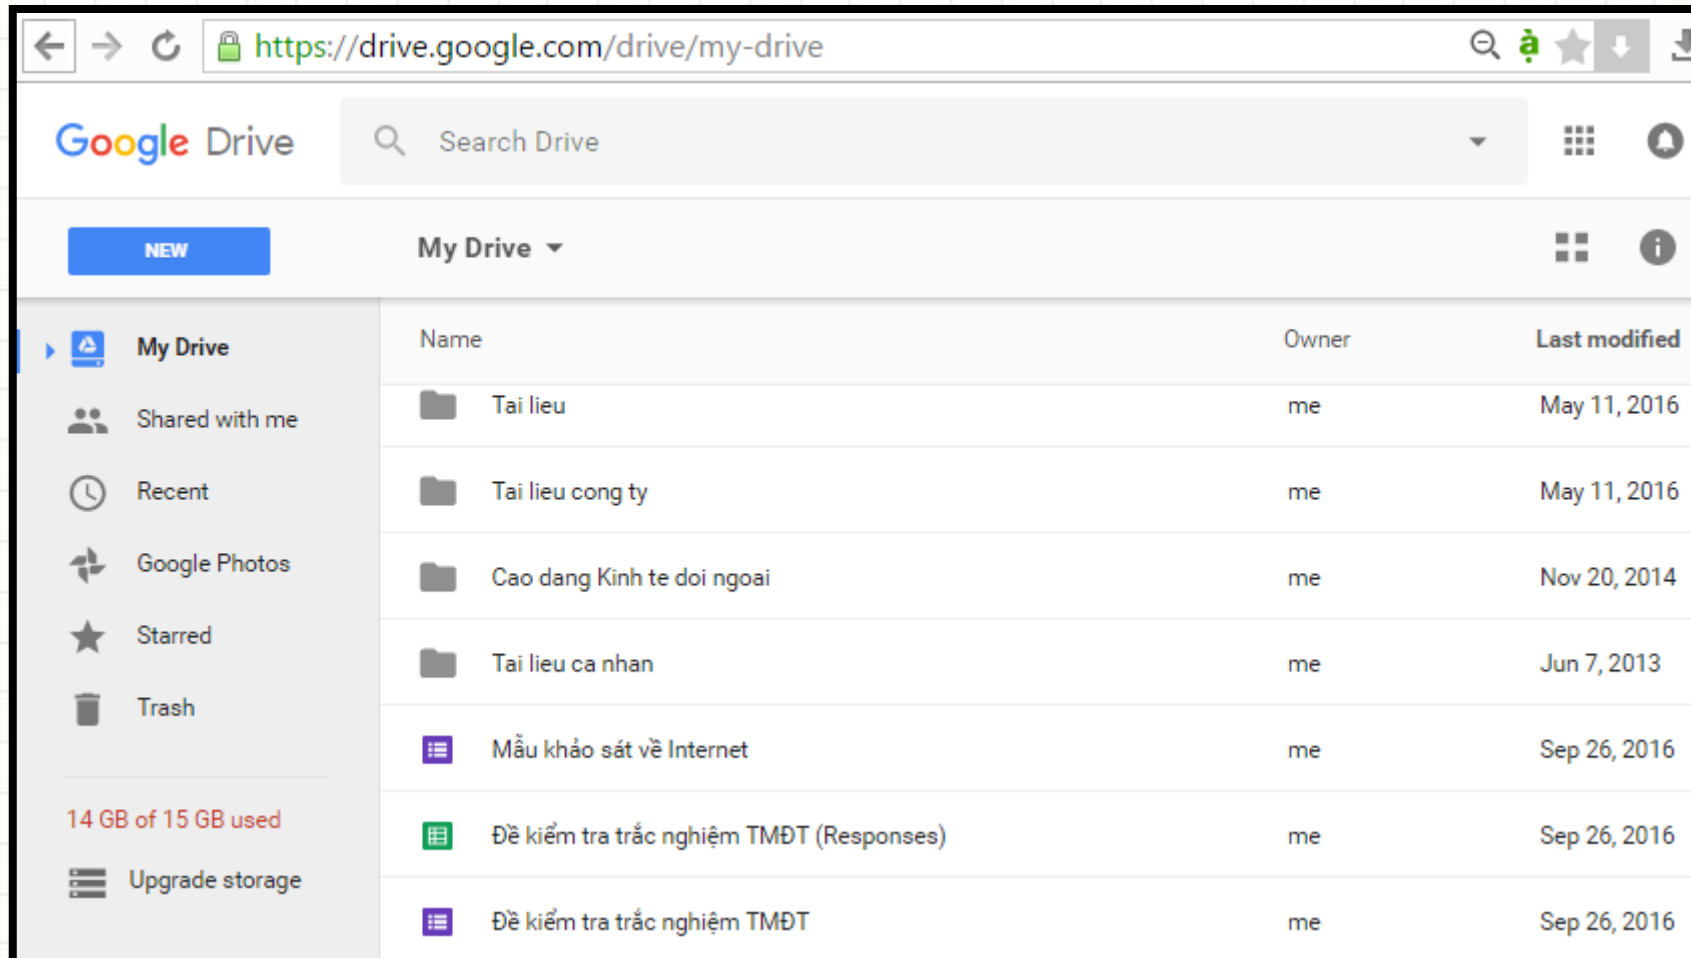 https://drive.google.com/drive/my-drive
Google Drive
Search Drive
NEW
My Drive
My Drive
Shared with me
Recent
Google Photos
Starred
Trash
14 GB of 15 GB used
Upgrade storage
Name Owner Last modified
Tai lieu me May 11, 2016
Tai lieu cong ty me May 11, 2016
Cao dang Kinh te doi ngoai me Nov 20, 2014
Tai lieu ca nhan me Jun 7, 2013
Mẫu khảo sát về Internet me Sep 26, 2016
Đề kiểm tra trắc nghiệm TMĐT (Responses) me Sep 26, 2016
Đề kiểm tra trắc nghiệm TMĐT me Sep 26, 2016